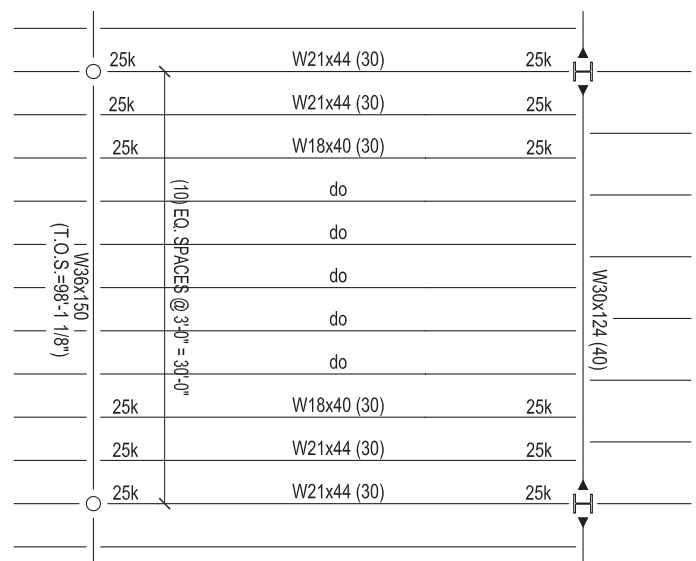 25k W21x44 (30) 25k
25k W21x44 (30) 25k
25k W18x40 (30) 25k
do
do
do
do
do
25k W18x40 (30) 25k
25k W21x44 (30) 25k
25k W21x44 (30) 25k
W36x150
(T.O.S.=98'-1 1/8")
(10) EQ. SPACES @ 3'-0" = 30'-0"
W30x124 (40)